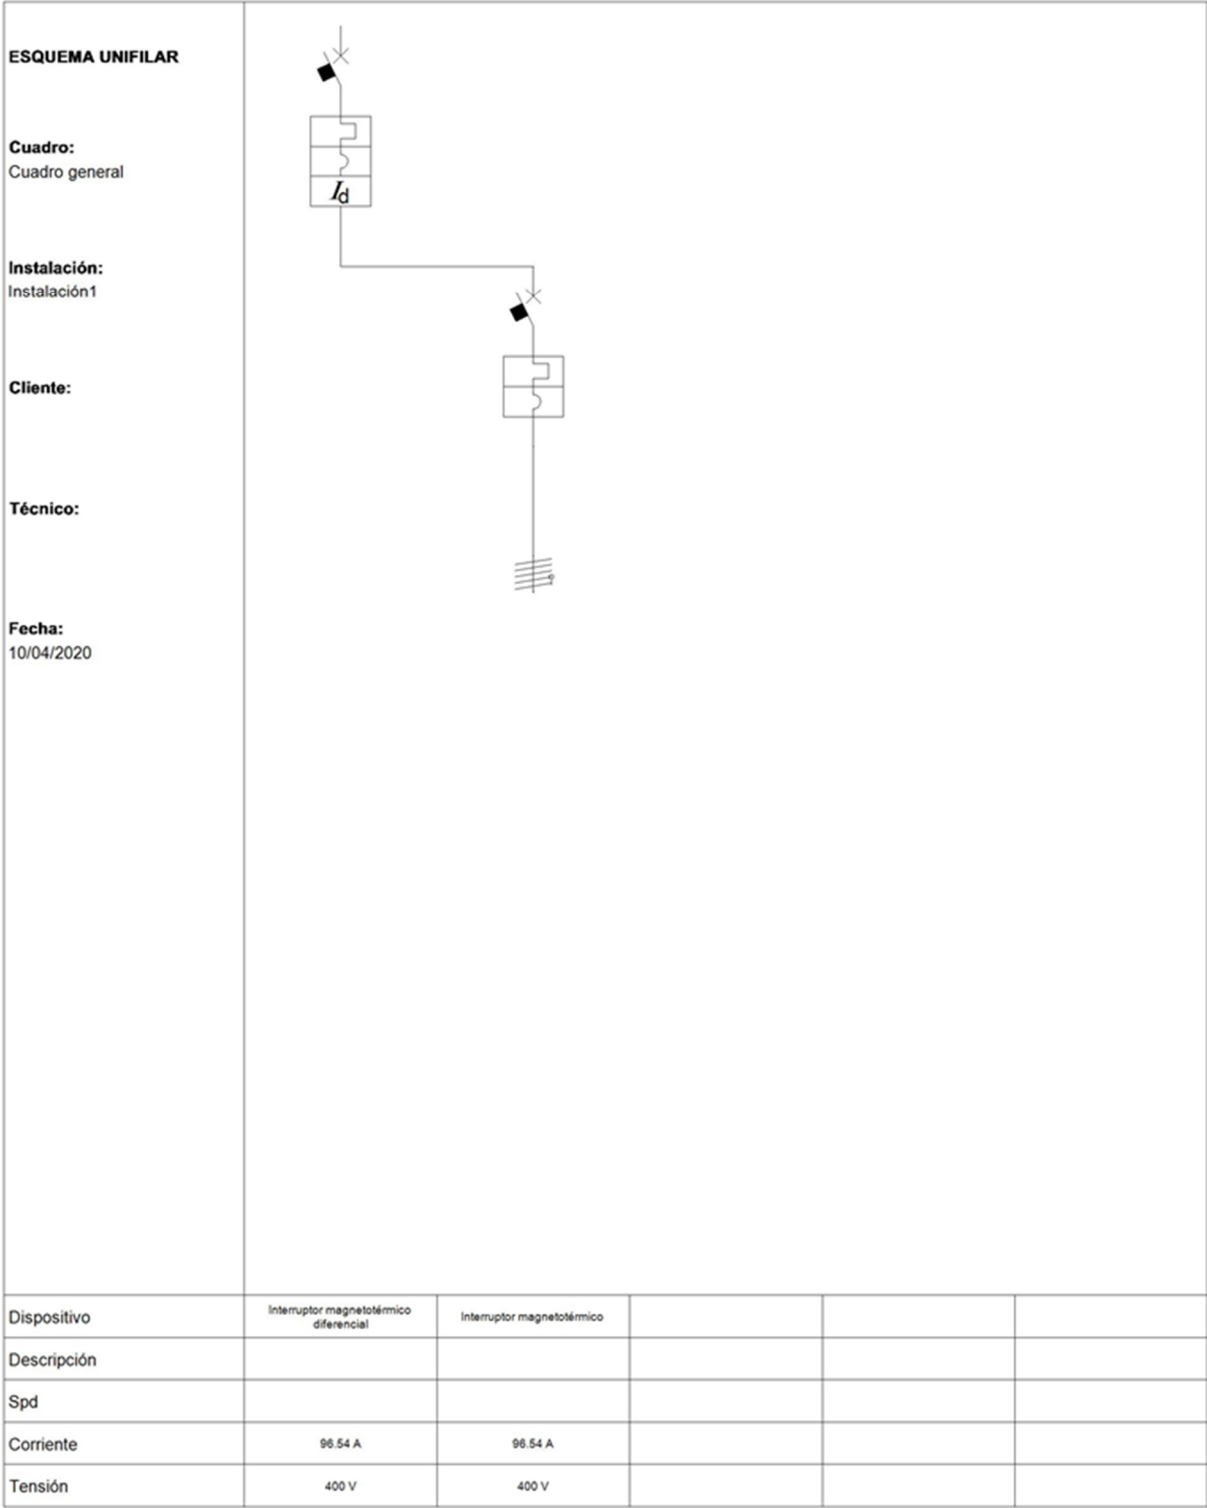 ESQUEMA UNIFILAR
Cuadro:
Cuadro general
Instalación:
Instalación1
Cliente:
Técnico:
Fecha:
10/04/2020
Id
Dispositivo
Interruptor magnetotérmico
diferencial
Interruptor magnetotérmico
Descripción
Spd
Corriente
96.54 A
96.54 A
Tensión
400 V
400 V